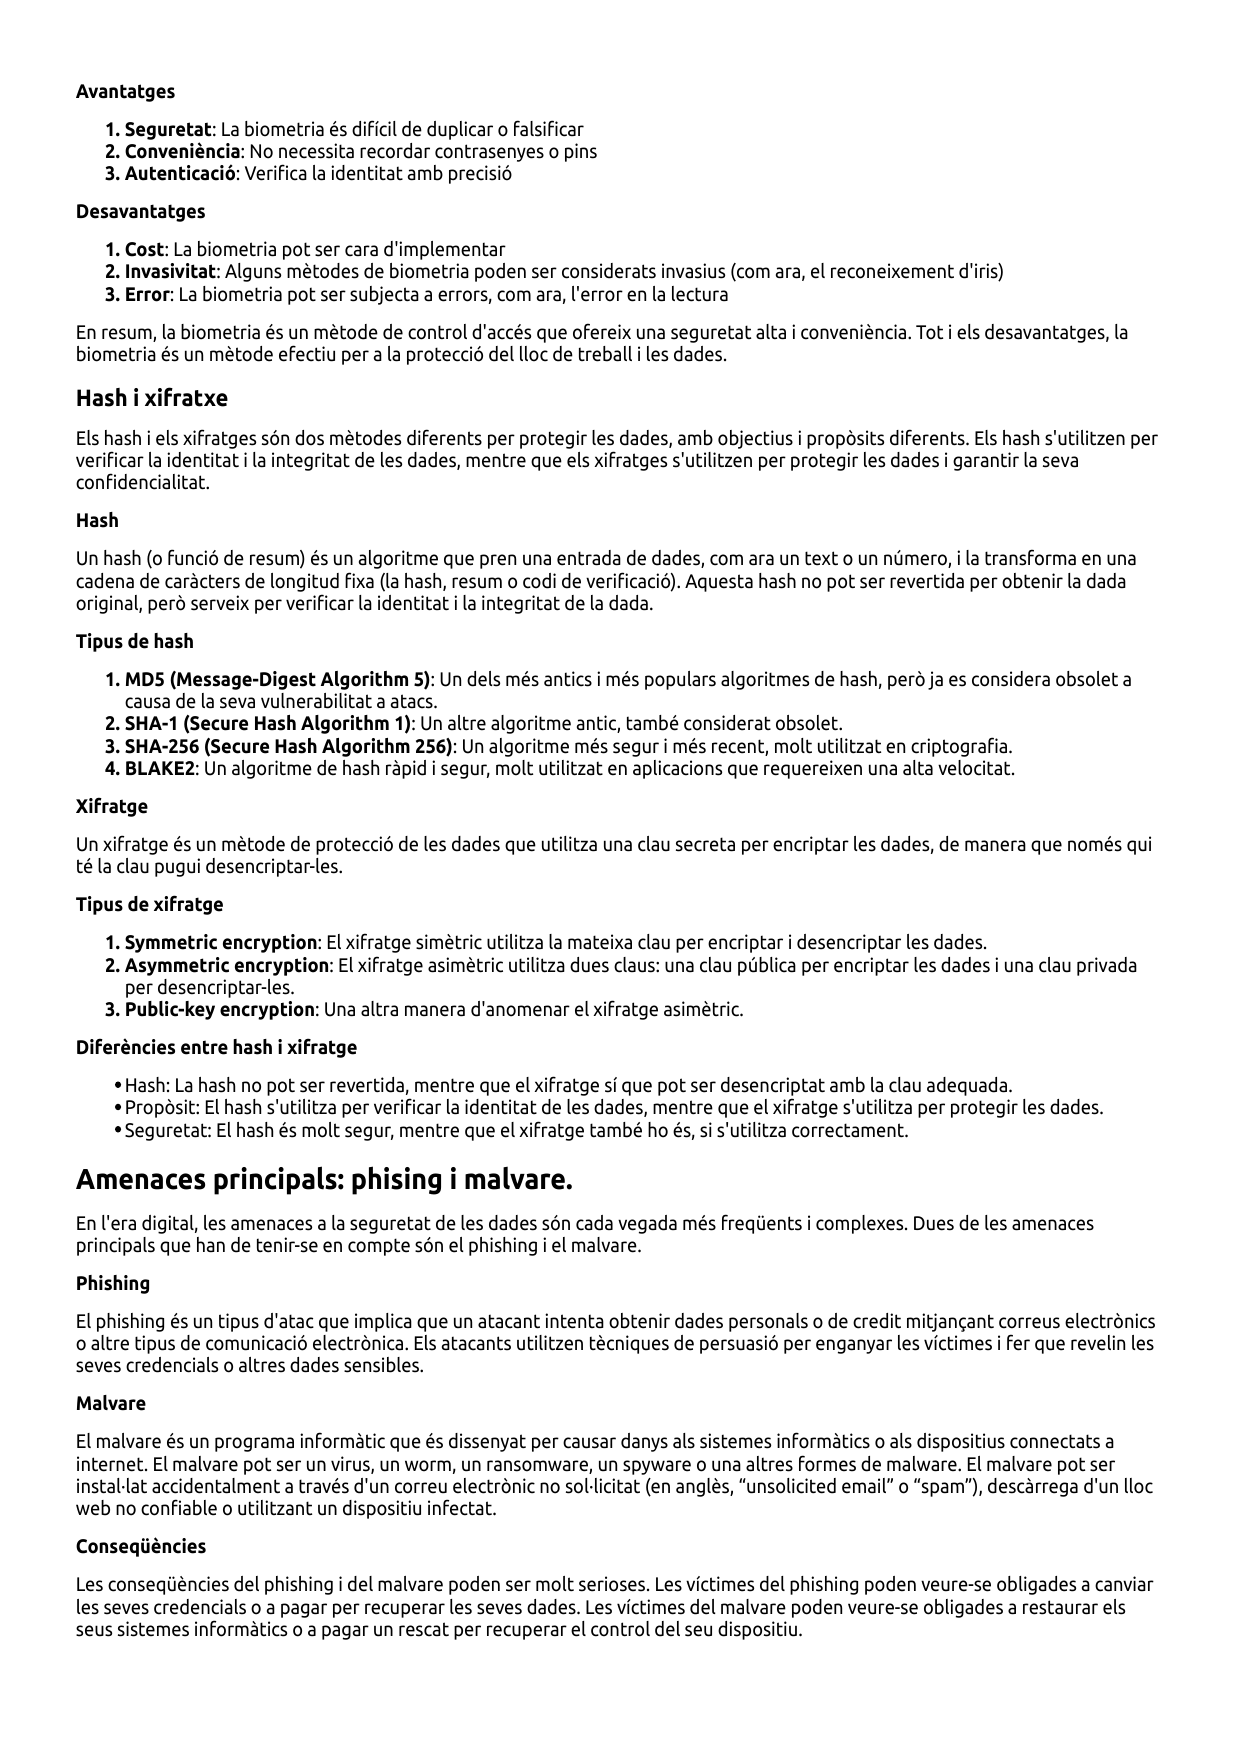 Avantatges
1. Seguretat: La biometria és difícil de duplicar o falsificar
2. Conveniència: No necessita recordar contrasenyes o pins
3. Autenticació: Verifica la identitat amb precisió
Desavantatges
1. Cost: La biometria pot ser cara d'implementar
2. Invasivitat: Alguns mètodes de biometria poden ser considerats invasius (com ara, el reconeixement d'iris)
3. Error: La biometria pot ser subjecta a errors, com ara, l'error en la lectura
En resum, la biometria és un mètode de control d'accés que ofereix una seguretat alta i conveniència. Tot i els desavantatges, la
biometria és un mètode efectiu per a la protecció del lloc de treball i les dades.
Hash i xifratxe
Els hash i els xifratges són dos mètodes diferents per protegir les dades, amb objectius i propòsits diferents. Els hash s'utilitzen per
verificar la identitat i la integritat de les dades, mentre que els xifratges s'utilitzen per protegir les dades i garantir la seva
confidencialitat.
Hash
Un hash (o funció de resum) és un algoritme que pren una entrada de dades, com ara un text o un número, i la transforma en una
cadena de caràcters de longitud fixa (la hash, resum o codi de verificació). Aquesta hash no pot ser revertida per obtenir la dada
original, però serveix per verificar la identitat i la integritat de la dada.
Tipus de hash
1. MD5 (Message-Digest Algorithm 5): Un dels més antics i més populars algoritmes de hash, però ja es considera obsolet a
causa de la seva vulnerabilitat a atacs.
2. SHA-1 (Secure Hash Algorithm 1): Un altre algoritme antic, també considerat obsolet.
3. SHA-256 (Secure Hash Algorithm 256): Un algoritme més segur i més recent, molt utilitzat en criptografia.
4. BLAKE2: Un algoritme de hash ràpid i segur, molt utilitzat en aplicacions que requereixen una alta velocitat.
Xifratge
Un xifratge és un mètode de protecció de les dades que utilitza una clau secreta per encriptar les dades, de manera que només qui
té la clau pugui desencriptar-les.
Tipus de xifratge
1. Symmetric encryption: El xifratge simètric utilitza la mateixa clau per encriptar i desencriptar les dades.
2. Asymmetric encryption: El xifratge asimètric utilitza dues claus: una clau pública per encriptar les dades i una clau privada
per desencriptar-les.
3. Public-key encryption: Una altra manera d'anomenar el xifratge asimètric.
Diferències entre hash i xifratge
• Hash: La hash no pot ser revertida, mentre que el xifratge sí que pot ser desencriptat amb la clau adequada.
• Propòsit: El hash s'utilitza per verificar la identitat de les dades, mentre que el xifratge s'utilitza per protegir les dades.
• Seguretat: El hash és molt segur, mentre que el xifratge també ho és, si s'utilitza correctament.
Amenaces principals: phising i malvare.
En l'era digital, les amenaces a la seguretat de les dades són cada vegada més freqüents i complexes. Dues de les amenaces
principals que han de tenir-se en compte són el phishing i el malvare.
Phishing
El phishing és un tipus d'atac que implica que un atacant intenta obtenir dades personals o de credit mitjançant correus electrònics
o altre tipus de comunicació electrònica. Els atacants utilitzen tècniques de persuasió per enganyar les víctimes i fer que revelin les
seves credencials o altres dades sensibles.
Malvare
El malvare és un programa informàtic que és dissenyat per causar danys als sistemes informàtics o als dispositius connectats a
internet. El malvare pot ser un virus, un worm, un ransomware, un spyware o una altres formes de malware. El malvare pot ser
instal·lat accidentalment a través d'un correu electrònic no sol·licitat (en anglès, “unsolicited email” o “spam”), descàrrega d'un lloc
web no confiable o utilitzant un dispositiu infectat.
Conseqüències
Les conseqüències del phishing i del malvare poden ser molt serioses. Les víctimes del phishing poden veure-se obligades a canviar
les seves credencials o a pagar per recuperar les seves dades. Les víctimes del malvare poden veure-se obligades a restaurar els
seus sistemes informàtics o a pagar un rescat per recuperar el control del seu dispositiu.